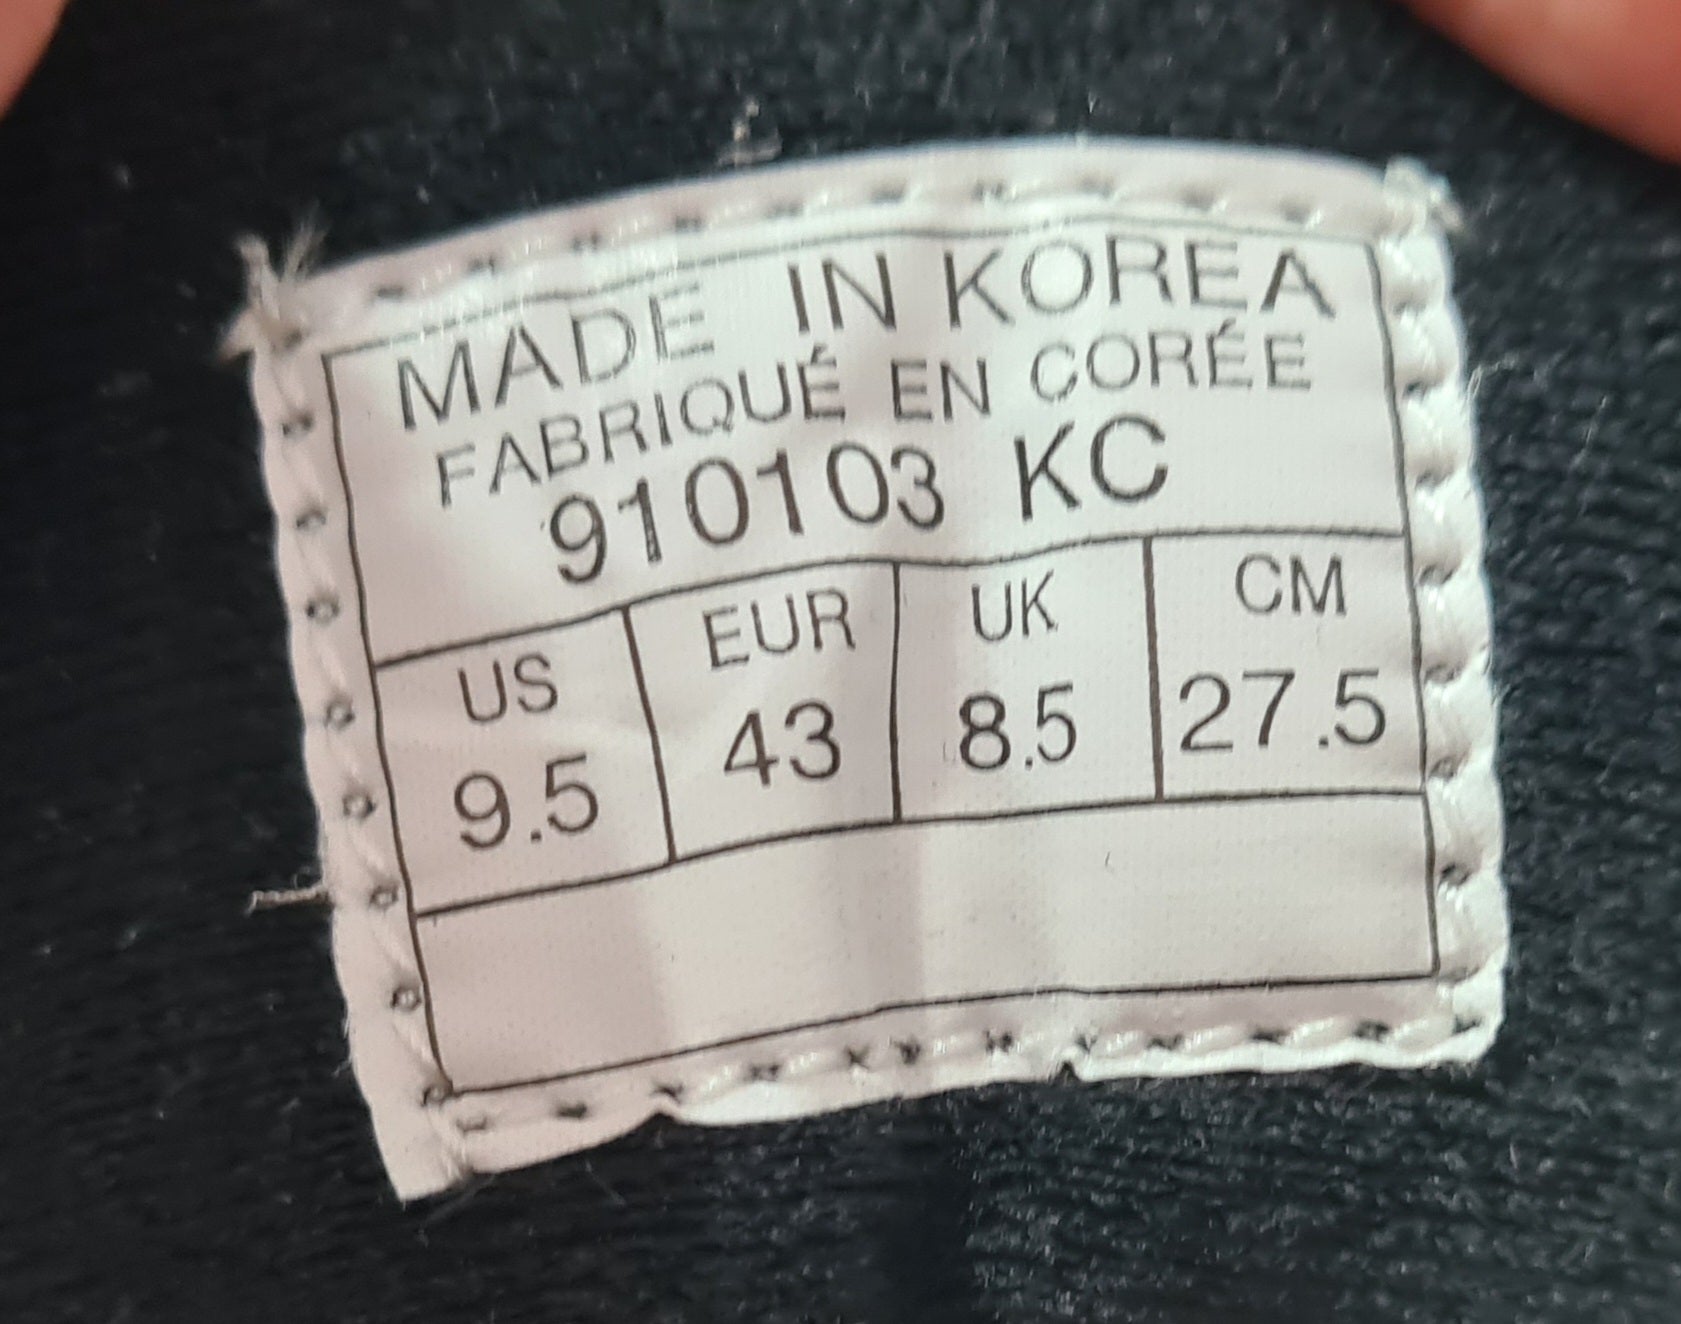 MADE IN KOREA
FABRIQUÉ EN CORÉE
910103 KC
US EUR UK CM
9.5 43 8.5 27.5